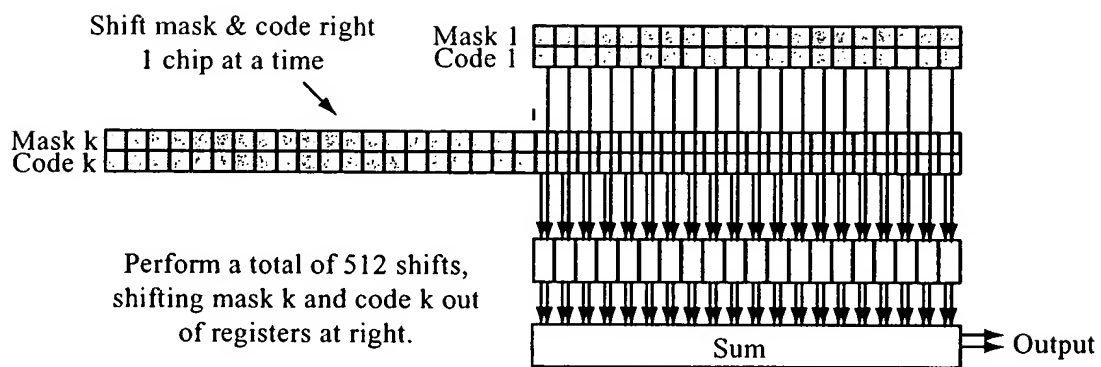 Shift mask & code right
1 chip at a time
Mask 1
Code 1
Mask k
Code k
Perform a total of 512 shifts,
shifting mask k and code k out
of registers at right.
Sum
Output